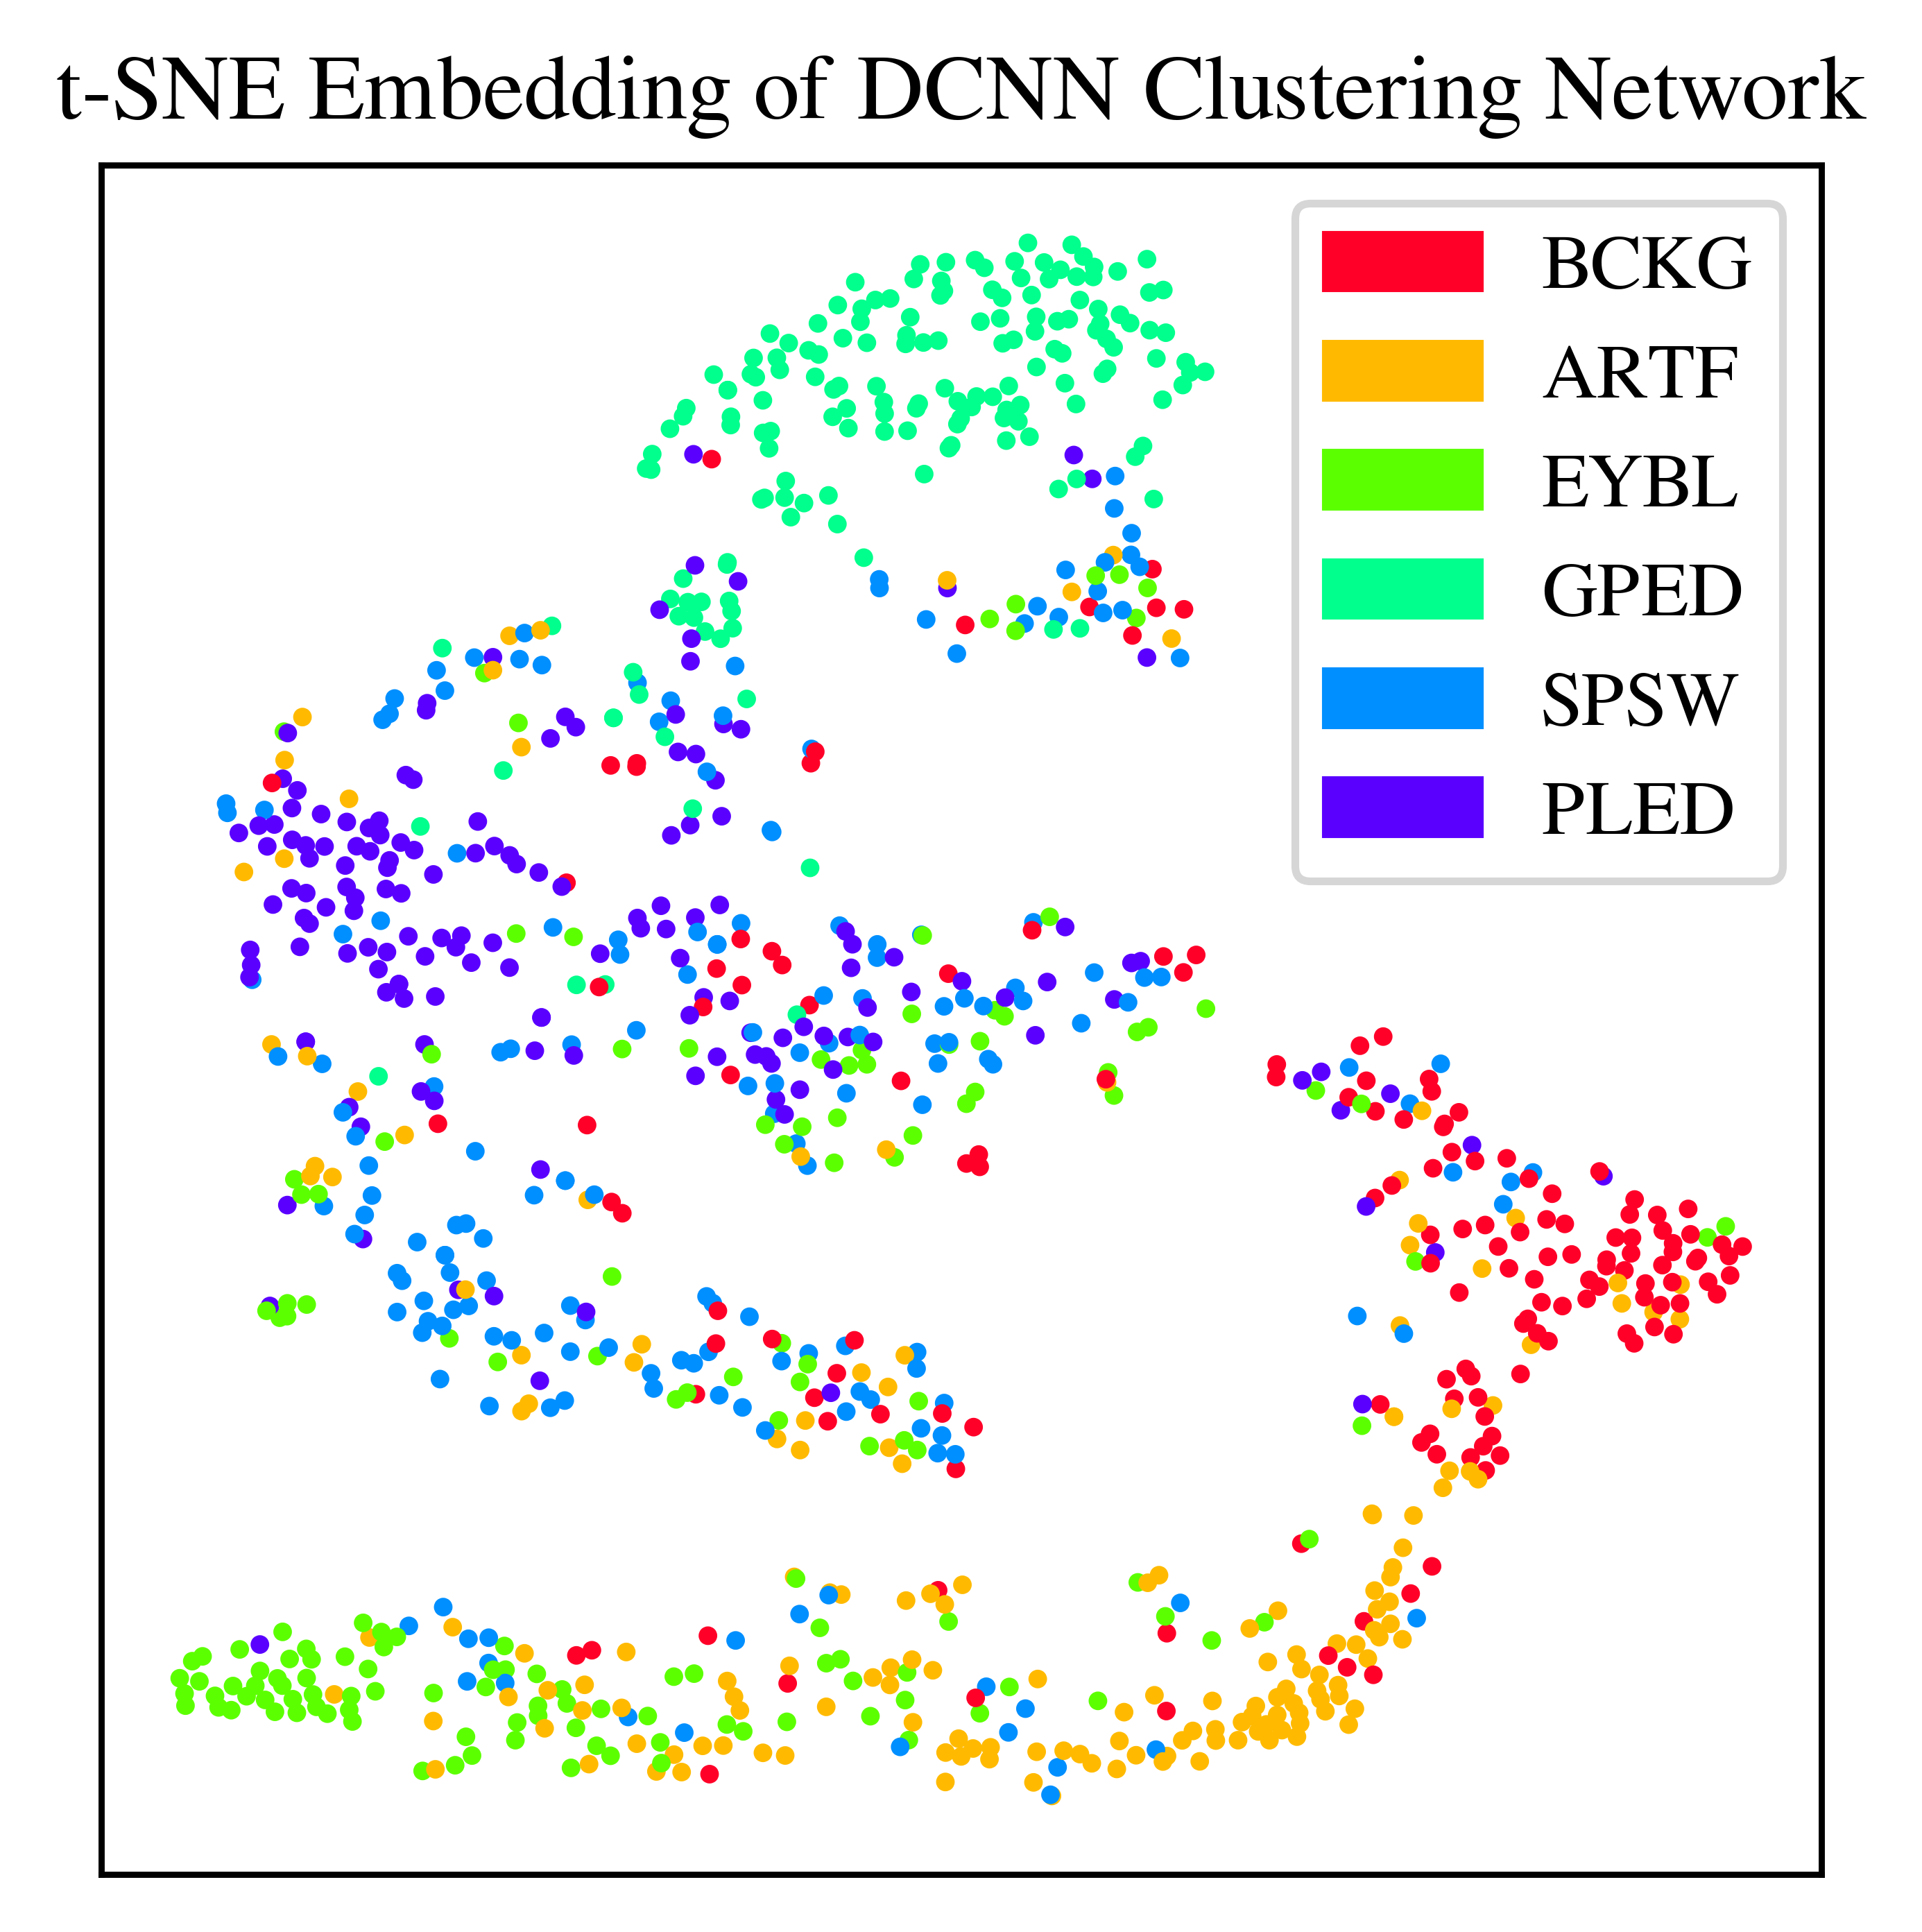 t-SNE Embedding of DCNN Clustering Network
BCKG
ARTF
EYBL
GPED
SPSW
PLED